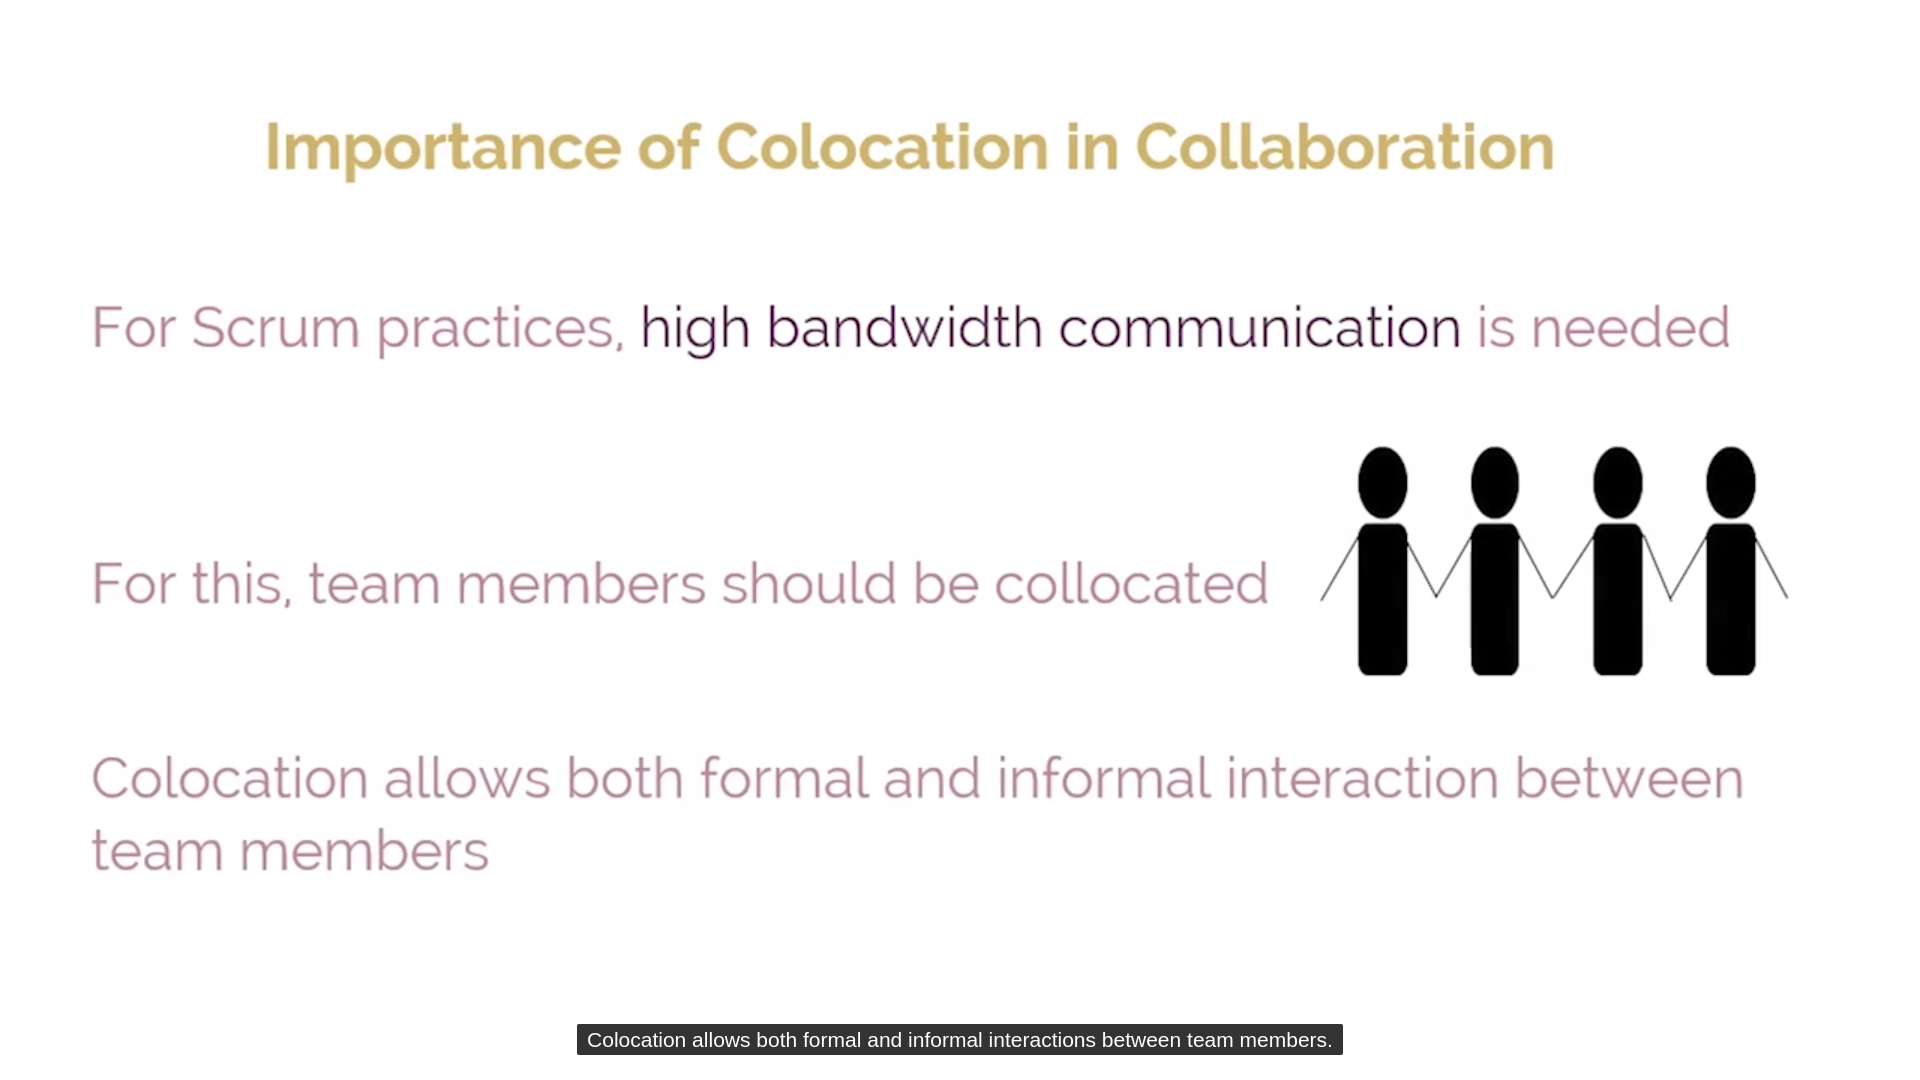 Importance of Colocation in Collaboration
For Scrum practices, high bandwidth communication is needed
For this, team members should be collocated
Colocation allows both formal and informal interaction between
team members
Colocation allows both formal and informal interactions between team members.